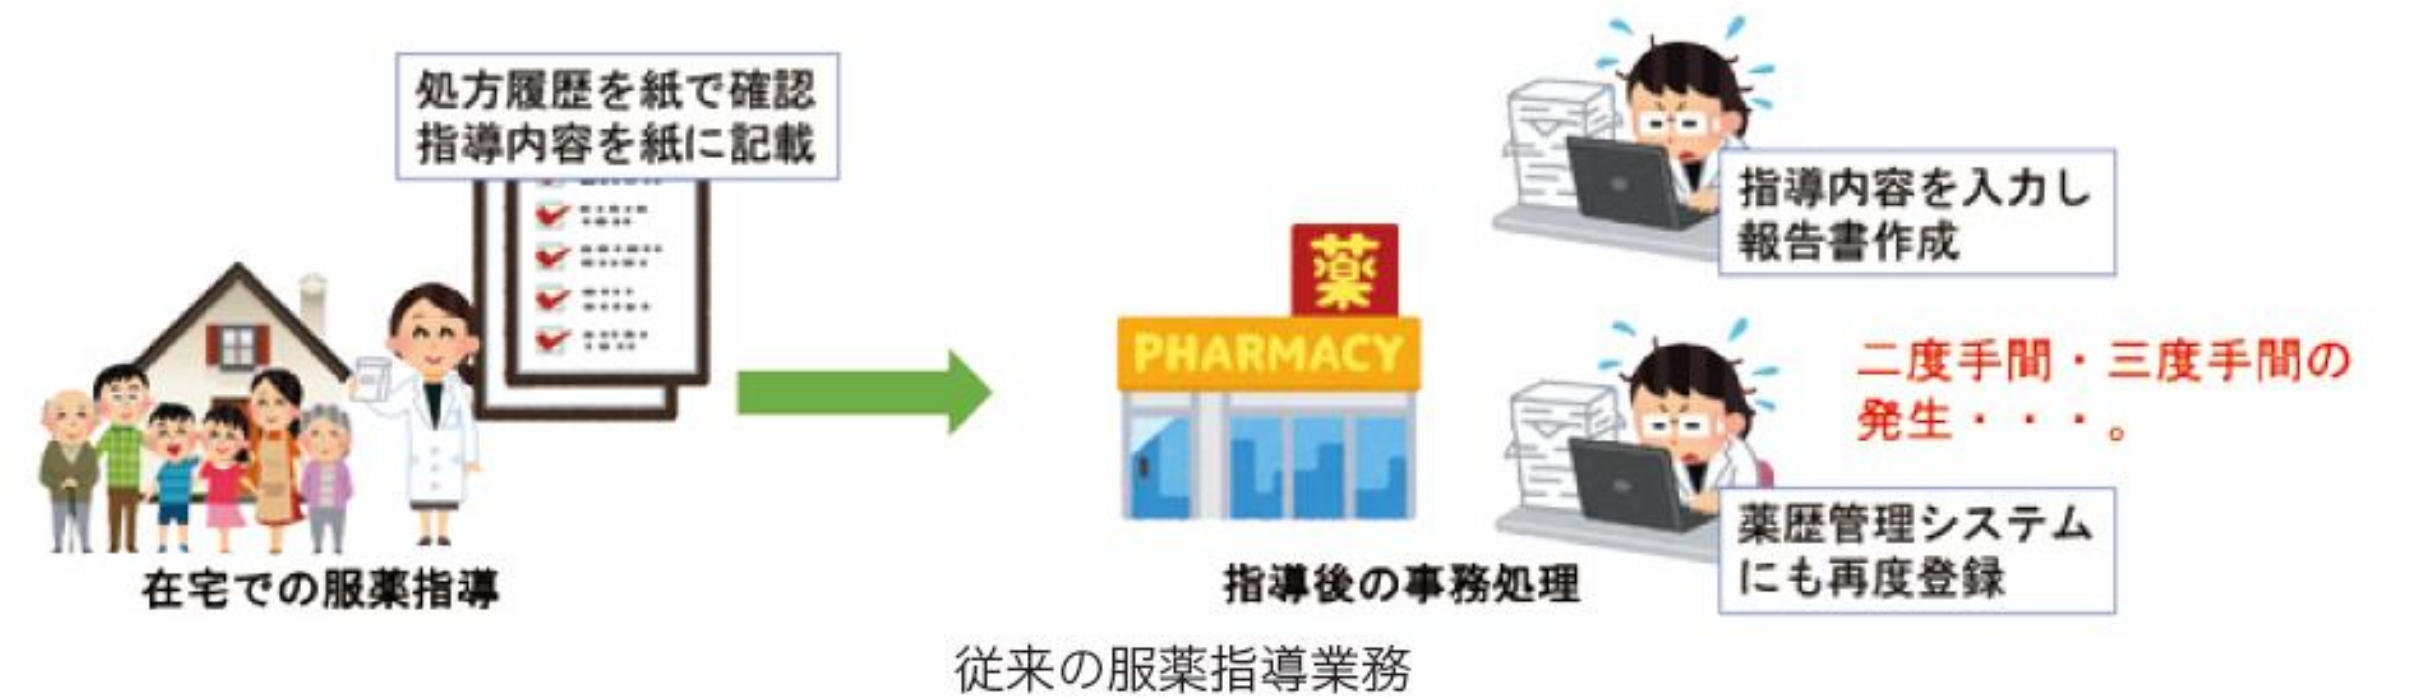 処方履歴を紙で確認
指導内容を紙に記載
在宅での服薬指導
薬
PHARMACY
指導後の事務処理
指導内容を入力し
報告書作成
二度手間・三度手間の
発生・・・。
薬歴管理システム
にも再度登録
従来の服薬指導業務